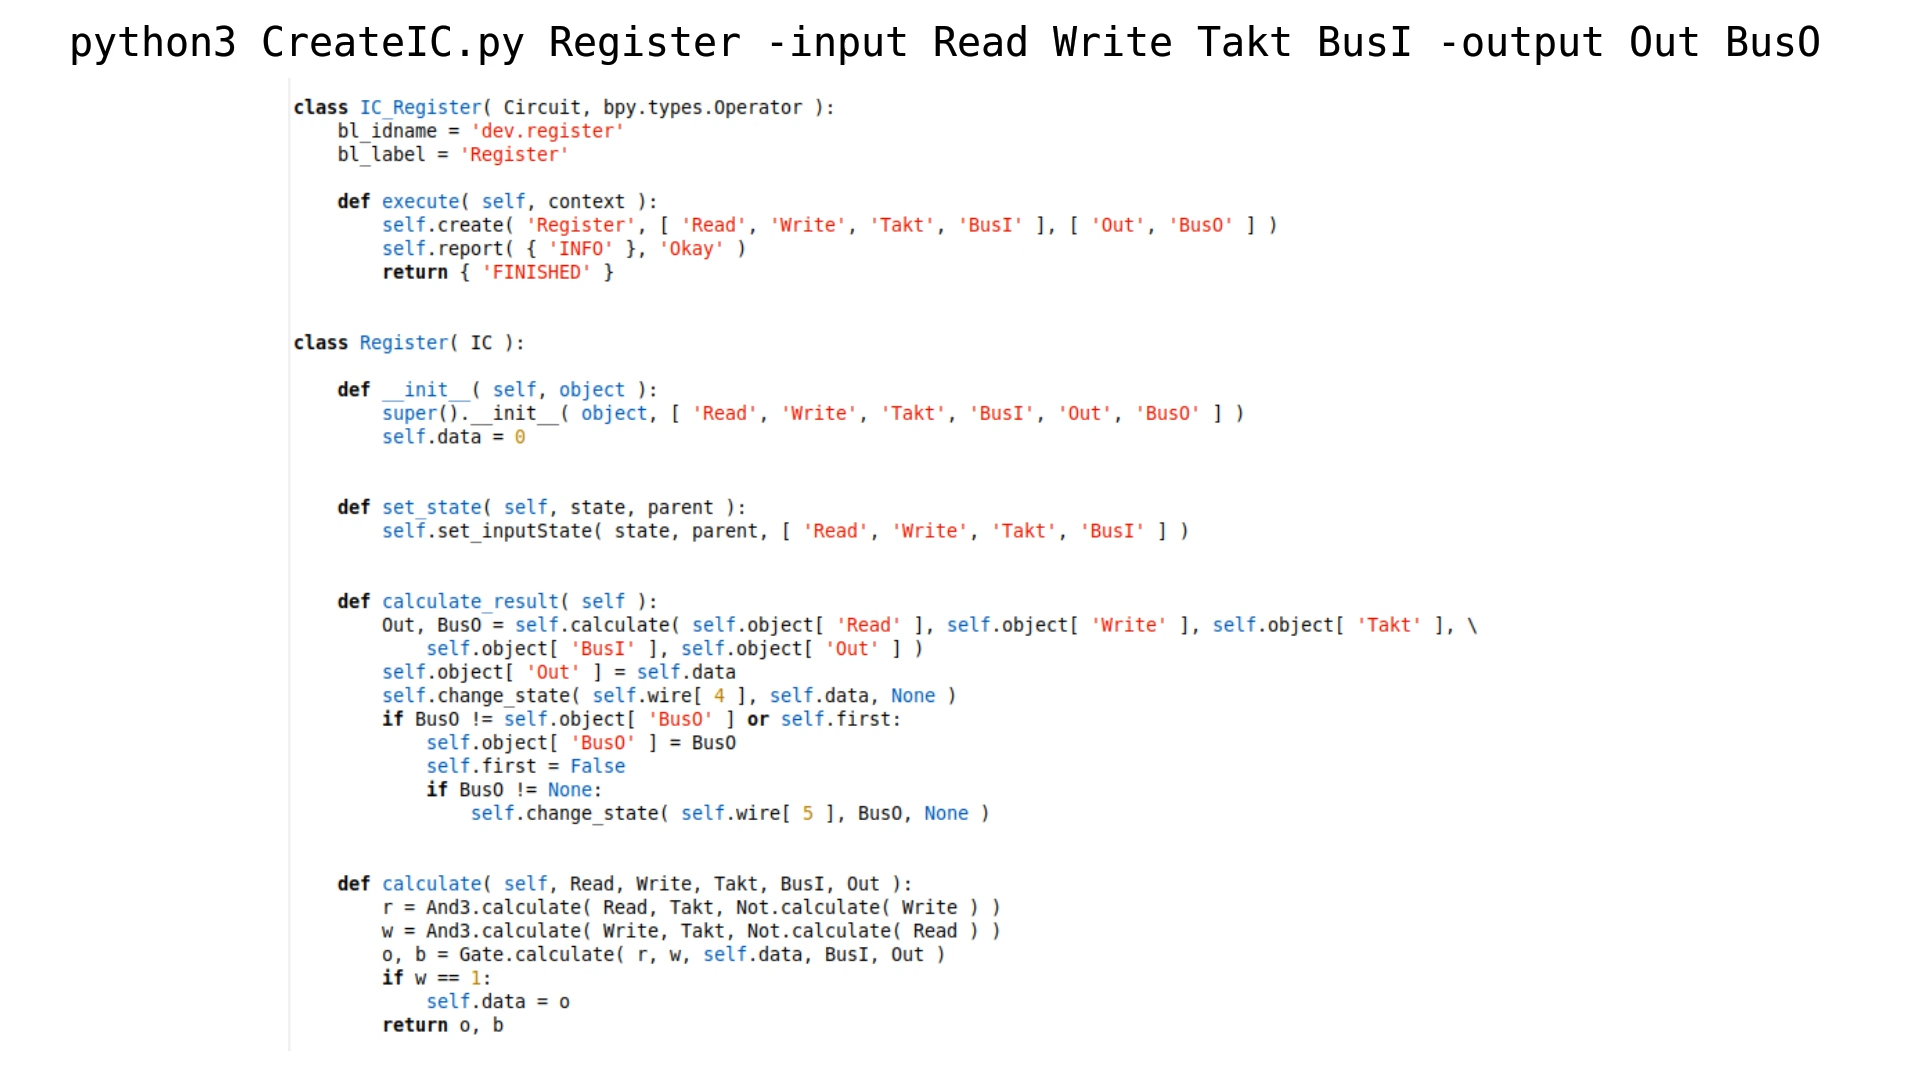 python3 CreateIC.py Register -input Read Write Takt BusI -output Out BusO
class IC_Register( Circuit, bpy.types.Operator ):
    bl_idname = 'dev.register'
    bl_label = 'Register'
    def execute( self, context ):
        self.create( 'Register', [ 'Read', 'Write', 'Takt', 'BusI' ], [ 'Out', 'BusO' ] )
        self.report( { 'INFO' }, 'Okay' )
        return { 'FINISHED' }
class Register( IC ):
    def __init__( self, object ):
        super().__init__( object, [ 'Read', 'Write', 'Takt', 'BusI', 'Out', 'BusO' ] )
        self.data = 0
    def set_state( self, state, parent ):
        self.set_inputState( state, parent, [ 'Read', 'Write', 'Takt', 'BusI' ] )
    def calculate_result( self ):
        Out, BusO = self.calculate( self.object[ 'Read' ], self.object[ 'Write' ], self.object[ 'Takt' ], \
            self.object[ 'BusI' ], self.object[ 'Out' ] )
        self.object[ 'Out' ] = self.data
        self.change_state( self.wire[ 4 ], self.data, None )
        if BusO != self.object[ 'BusO' ] or self.first:
            self.object[ 'BusO' ] = BusO
            self.first = False
            if BusO != None:
                self.change_state( self.wire[ 5 ], BusO, None )
    def calculate( self, Read, Write, Takt, BusI, Out ):
        r = And3.calculate( Read, Takt, Not.calculate( Write ) )
        w = And3.calculate( Write, Takt, Not.calculate( Read ) )
        o, b = Gate.calculate( r, w, self.data, BusI, Out )
        if w == 1:
            self.data = o
        return o, b